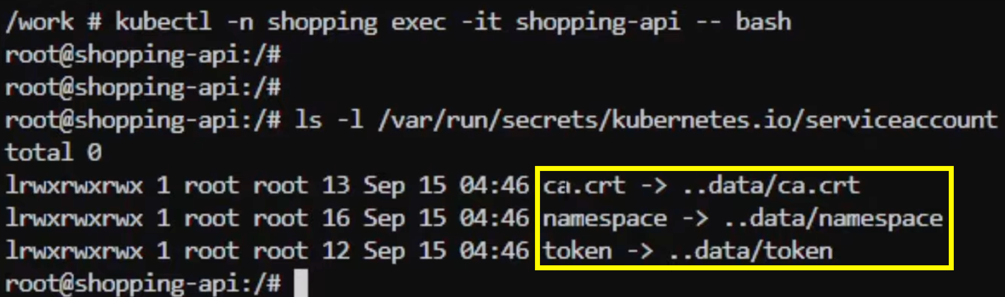 /work # kubectl -n shopping exec -it shopping-api -- bash
root@shopping-api:/#
root@shopping-api:/#
root@shopping-api:/# ls -l /var/run/secrets/kubernetes.io/serviceaccount
total 0
lrwxrwxrwx 1 root root 13 Sep 15 04:46 ca.crt -> ..data/ca.crt
lrwxrwxrwx 1 root root 16 Sep 15 04:46 namespace -> ..data/namespace
lrwxrwxrwx 1 root root 12 Sep 15 04:46 token -> ..data/token
root@shopping-api:/#